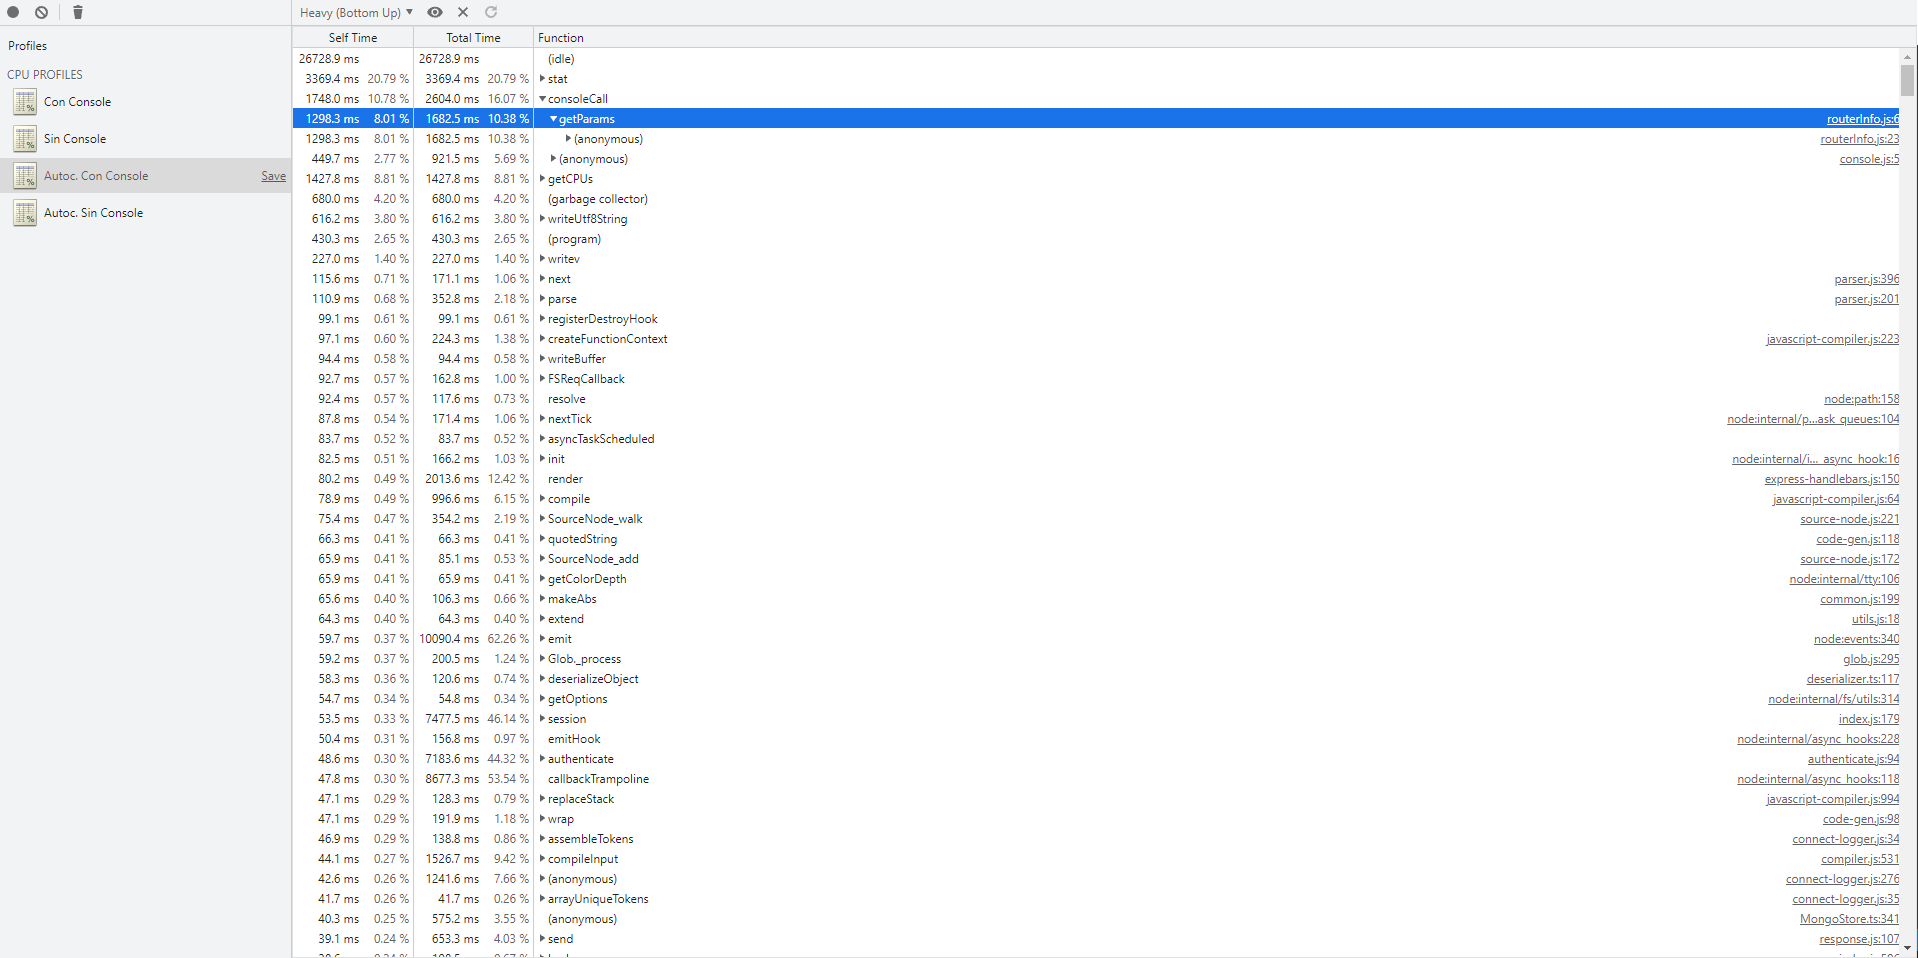 Heavy (Bottom Up) ▼
Profiles
CPU PROFILES
Con Console
Sin Console
Autoc. Con Console Save
Autoc. Sin Console
Self Time Total Time Function
26728.9 ms 26728.9 ms (idle)
3369.4 ms 20.79 % 3369.4 ms 20.79 % stat
1748.0 ms 10.78 % 2604.0 ms 16.07 % consoleCall
1298.3 ms 8.01 % 1682.5 ms 10.38 % getParams routerInfo.js:6
1298.3 ms 8.01 % 1682.5 ms 10.38 % (anonymous) routerInfo.js:23
449.7 ms 2.77 % 921.5 ms 5.69 % (anonymous) console.js:5
1427.8 ms 8.81 % 1427.8 ms 8.81 % getCPUs
680.0 ms 4.20 % 680.0 ms 4.20 % (garbage collector)
616.2 ms 3.80 % 616.2 ms 3.80 % writeUtf8String
430.3 ms 2.65 % 430.3 ms 2.65 % (program)
227.0 ms 1.40 % 227.0 ms 1.40 % writev
115.6 ms 0.71 % 171.1 ms 1.06 % next parser.js:396
110.9 ms 0.68 % 352.8 ms 2.18 % parse parser.js:201
99.1 ms 0.61 % 99.1 ms 0.61 % registerDestroyHook
97.1 ms 0.60 % 224.3 ms 1.38 % createFunctionContext javascript-compiler.js:223
94.4 ms 0.58 % 94.4 ms 0.58 % writeBuffer
92.7 ms 0.57 % 162.8 ms 1.00 % FSReqCallback
92.4 ms 0.57 % 117.6 ms 0.73 % resolve node:path:158
87.8 ms 0.54 % 171.4 ms 1.06 % nextTick node:internal/p...ask_queues:104
83.7 ms 0.52 % 83.7 ms 0.52 % asyncTaskScheduled
82.5 ms 0.51 % 166.2 ms 1.03 % init node:internal/i..._async_hook:16
80.2 ms 0.49 % 2013.6 ms 12.42 % render express-handlebars.js:150
78.9 ms 0.49 % 996.6 ms 6.15 % compile javascript-compiler.js:64
75.4 ms 0.47 % 354.2 ms 2.19 % SourceNode_walk source-node.js:221
66.3 ms 0.41 % 66.3 ms 0.41 % quotedString code-gen.js:118
65.9 ms 0.41 % 85.1 ms 0.53 % SourceNode_add source-node.js:172
65.9 ms 0.41 % 65.9 ms 0.41 % getColorDepth node:internal/tty:106
65.6 ms 0.40 % 106.3 ms 0.66 % makeAbs common.js:199
64.3 ms 0.40 % 64.3 ms 0.40 % extend utils.js:18
59.7 ms 0.37 % 10090.4 ms 62.26 % emit node:events:340
59.2 ms 0.37 % 200.5 ms 1.24 % Glob._process glob.js:295
58.3 ms 0.36 % 120.6 ms 0.74 % deserializeObject deserializer.ts:117
54.7 ms 0.34 % 54.8 ms 0.34 % getOptions node:internal/fs/utils:314
53.5 ms 0.33 % 7477.5 ms 46.14 % session index.js:179
50.4 ms 0.31 % 156.8 ms 0.97 % emitHook node:internal/async_hooks:228
48.6 ms 0.30 % 7183.6 ms 44.32 % authenticate authenticate.js:94
47.8 ms 0.30 % 8677.3 ms 53.54 % callbackTrampoline node:internal/async_hooks:118
47.1 ms 0.29 % 128.3 ms 0.79 % replaceStack javascript-compiler.js:994
47.1 ms 0.29 % 191.9 ms 1.18 % wrap code-gen.js:98
46.9 ms 0.29 % 138.8 ms 0.86 % assembleTokens connect-logger.js:34
44.1 ms 0.27 % 1526.7 ms 9.42 % compileInput compiler.js:531
42.6 ms 0.26 % 1241.6 ms 7.66 % (anonymous) connect-logger.js:276
41.7 ms 0.26 % 41.7 ms 0.26 % arrayUniqueTokens connect-logger.js:35
40.3 ms 0.25 % 575.2 ms 3.55 % (anonymous) MongoStore.ts:341
39.1 ms 0.24 % 653.3 ms 4.03 % send response.js:107